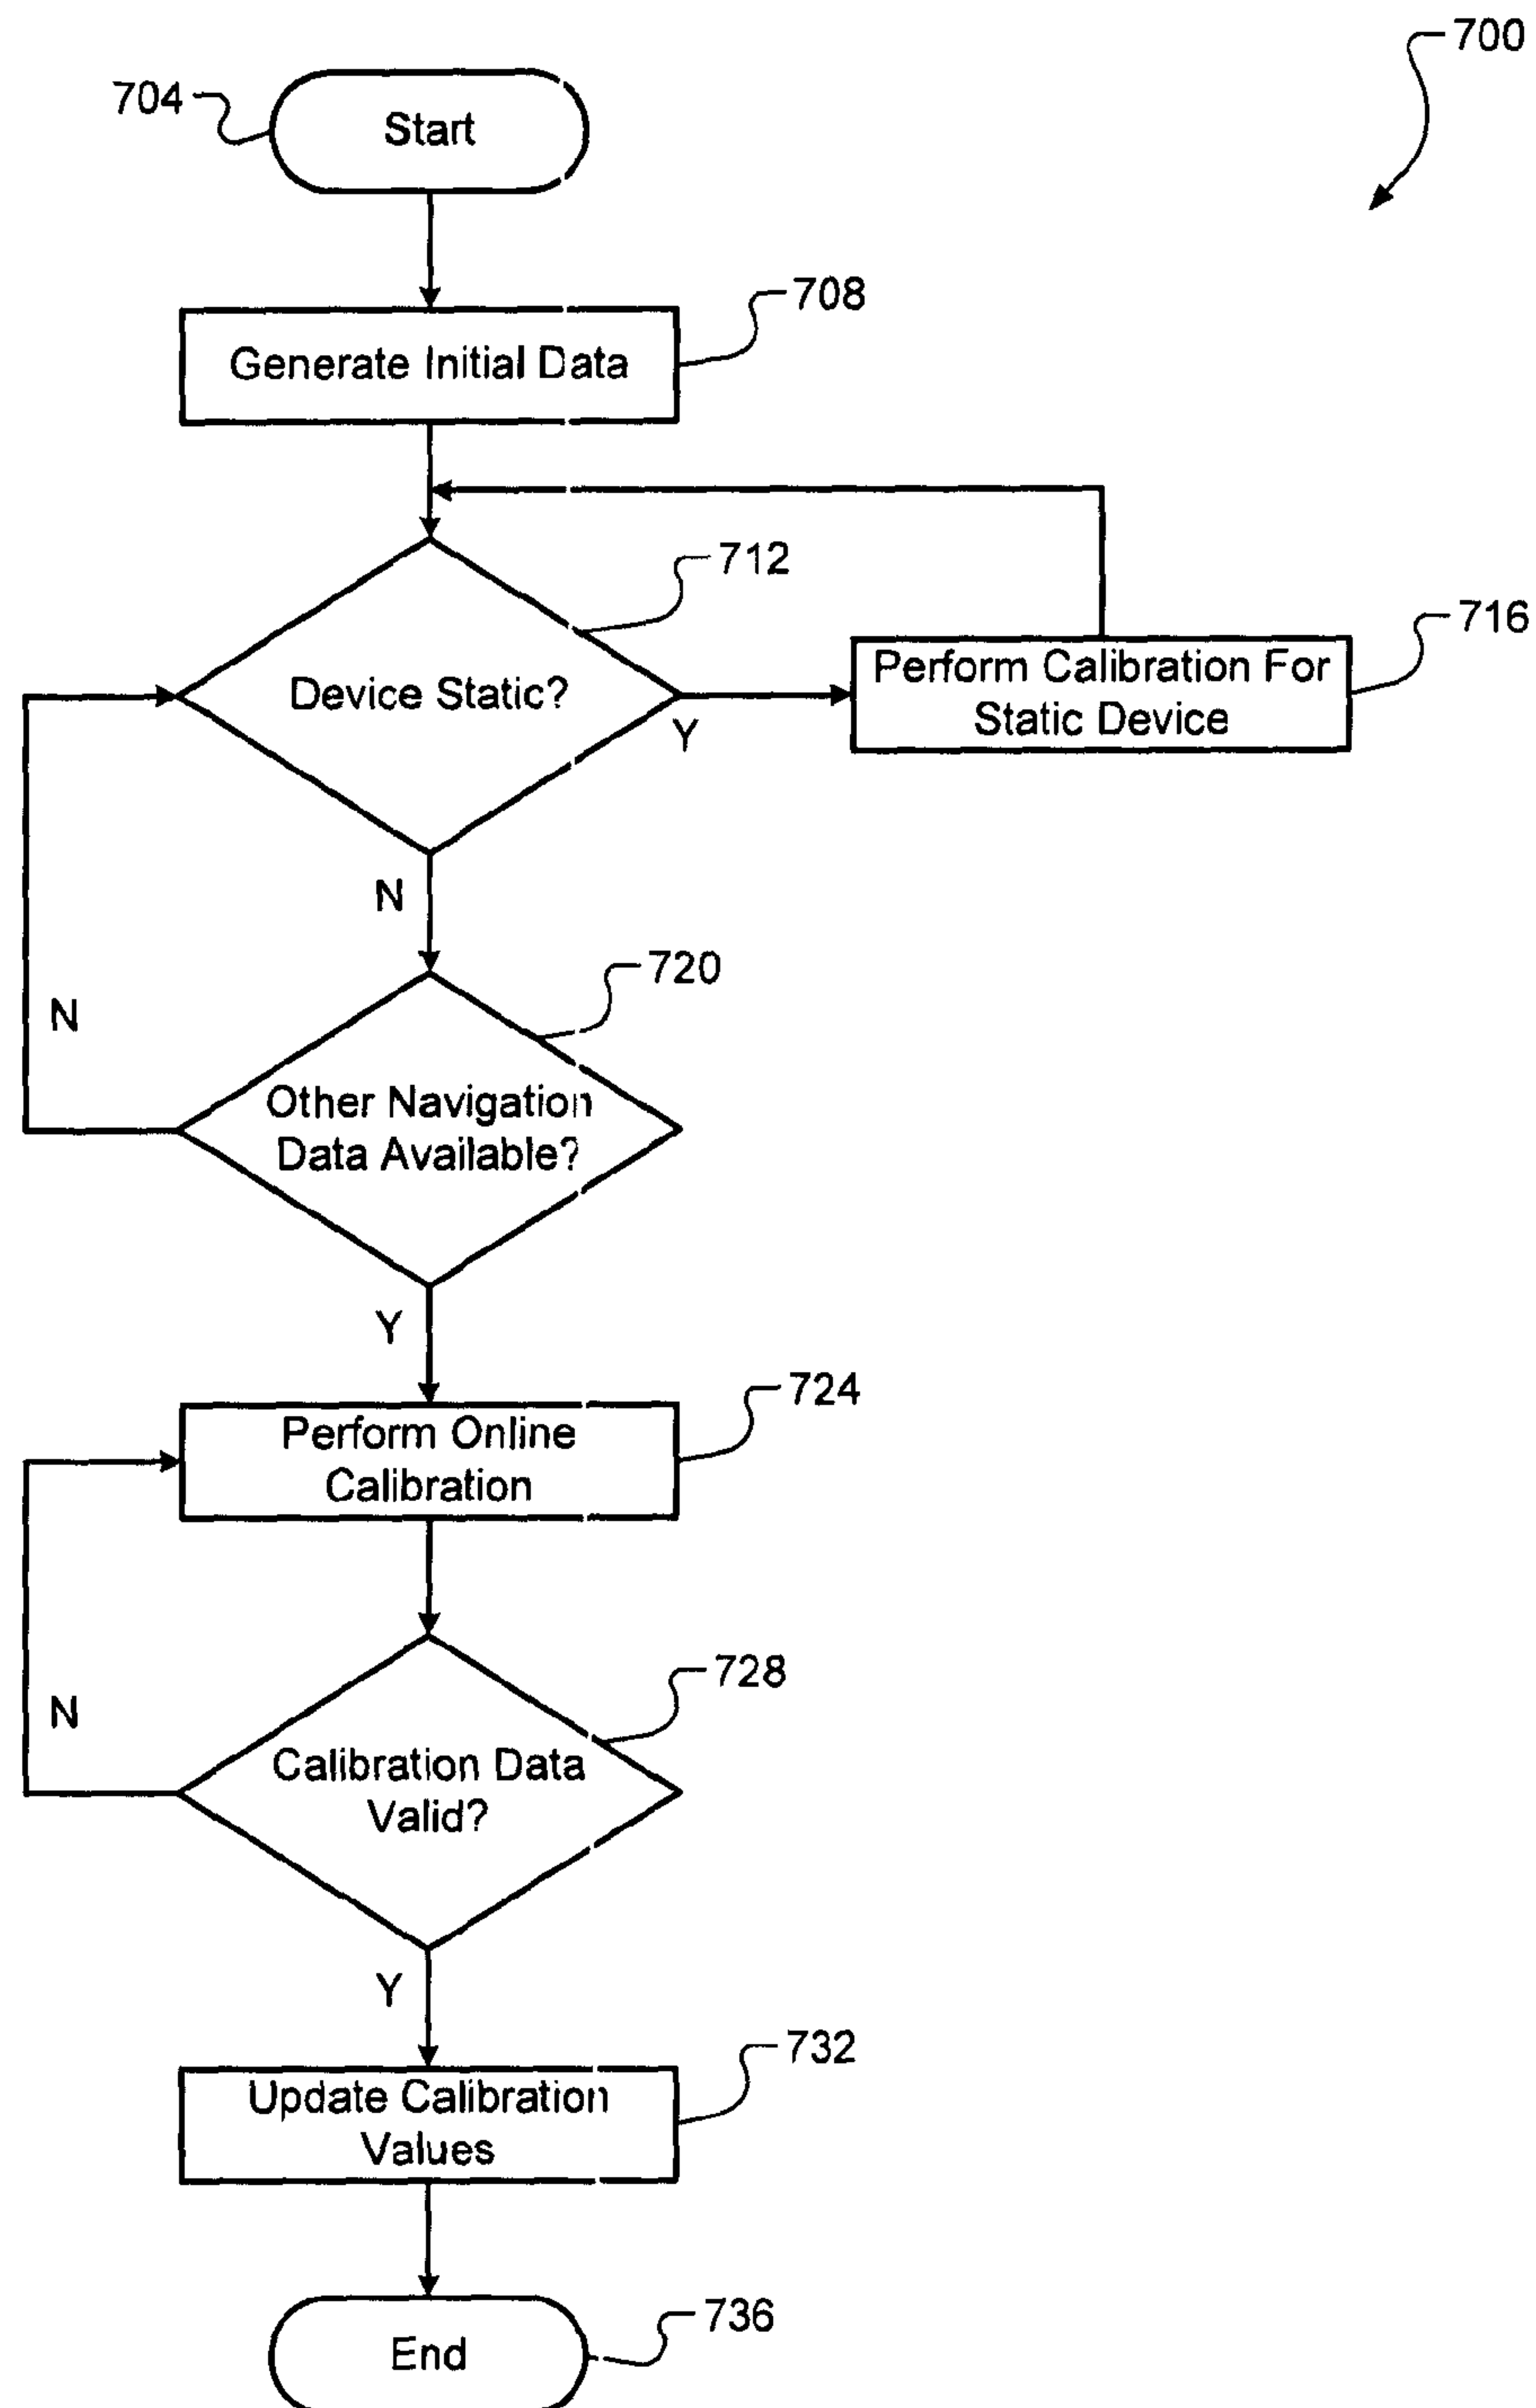 700
704
Start
708
Generate Initial Data
712
Device Static?
Y
716
Perform Calibration For
Static Device
N
720
N
Other Navigation
Data Available?
Y
724
Perform Online
Calibration
728
N
Calibration Data
Valid?
Y
732
Update Calibration
Values
736
End